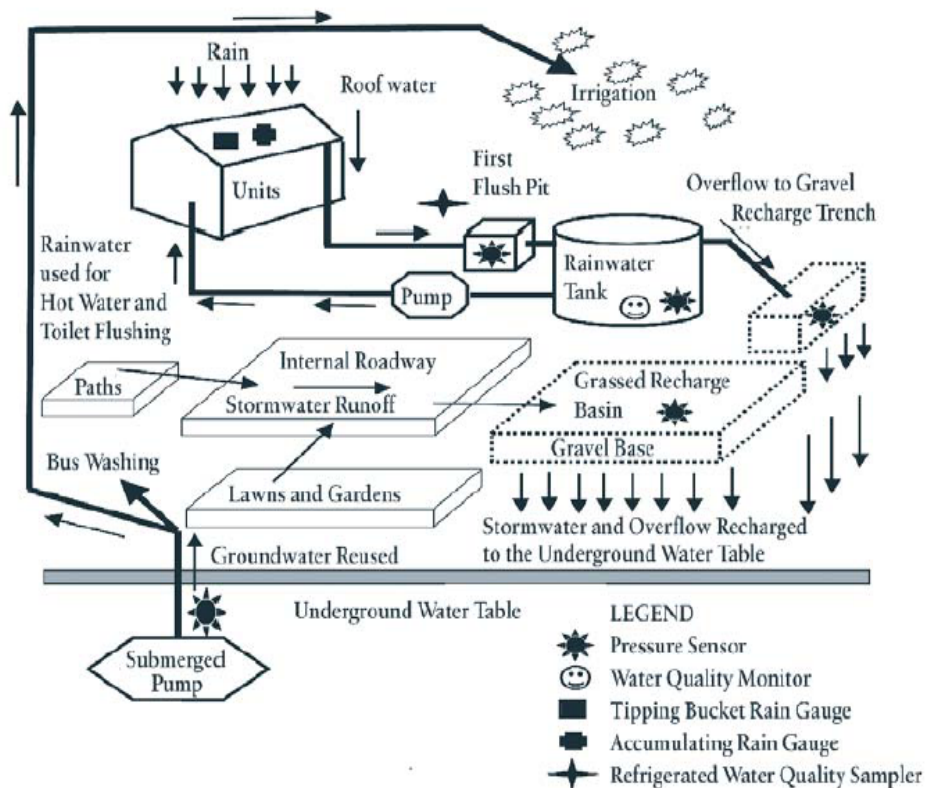 Rain
Roof water
Irrigation
Units
First
Flush Pit
Overflow to Gravel
Recharge Trench
Rainwater
used for
Hot Water and
Toilet Flushing
Rainwater
Tank
Pump
Paths
Internal Roadway
Stormwater Runoff
Grassed Recharge
Basin
Gravel Base
Bus Washing
Lawns and Gardens
Stormwater and Overflow Recharged
to the Underground Water Table
Groundwater Reused
Underground Water Table
Submerged
Pump
LEGEND
Pressure Sensor
Water Quality Monitor
Tipping Bucket Rain Gauge
Accumulating Rain Gauge
Refrigerated Water Quality Sampler